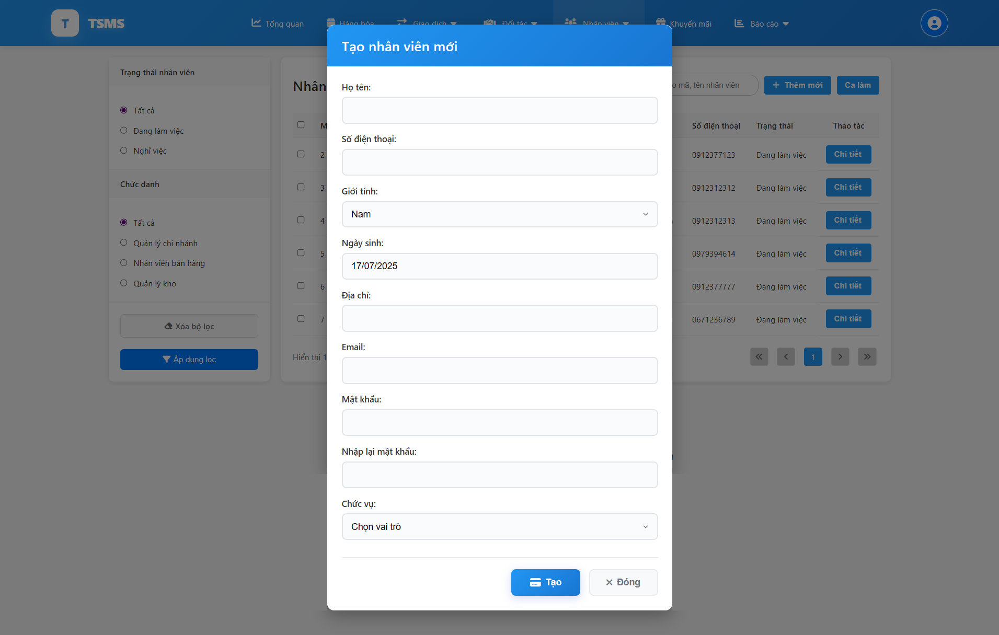 T TSMS
Tổng quan
Hàng hóa
Giao dịch
Đối tác
Nhân viên
Khuyến mãi
Báo cáo
Trạng thái nhân viên
Tất cả
Đang làm việc
Nghỉ việc
Chức danh
Tất cả
Quản lý chi nhánh
Nhân viên bán hàng
Quản lý kho
Xóa bộ lọc
Áp dụng lọc
Nhân
mã, tên nhân viên
Thêm mới
Ca làm
Số điện thoại Trạng thái Thao tác
2 0912377123 Đang làm việc Chi tiết
3 0912312312 Đang làm việc Chi tiết
4 0912312313 Đang làm việc Chi tiết
5 0979394614 Đang làm việc Chi tiết
6 0912377777 Đang làm việc Chi tiết
7 0671236789 Đang làm việc Chi tiết
Hiển thị 1
1
Tạo nhân viên mới
Họ tên:
Số điện thoại:
Giới tính:
Nam
Ngày sinh:
17/07/2025
Địa chỉ:
Email:
Mật khẩu:
Nhập lại mật khẩu:
Chức vụ:
Chọn vai trò
Tạo
Đóng